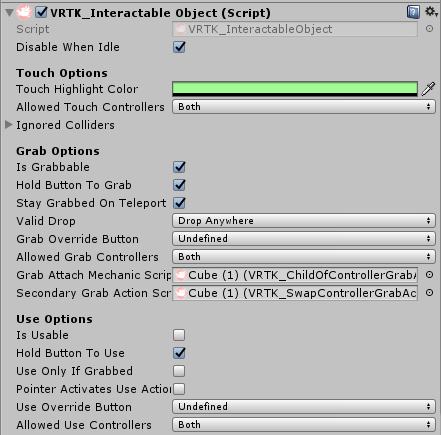 VRTK_Interactable Object (Script)
Script VRTK_InteractableObject
Disable When Idle
Touch Options
Touch Highlight Color
Allowed Touch Controllers Both
Ignored Colliders
Grab Options
Is Grabbable
Hold Button To Grab
Stay Grabbed On Teleport
Valid Drop Drop Anywhere
Grab Override Button Undefined
Allowed Grab Controllers Both
Grab Attach Mechanic Scrip Cube (1) (VRTK_ChildOfControllerGrabA
Secondary Grab Action Scr Cube (1) (VRTK_SwapControllerGrabAc
Use Options
Is Usable
Hold Button To Use
Use Only If Grabbed
Pointer Activates Use Action
Use Override Button Undefined
Allowed Use Controllers Both